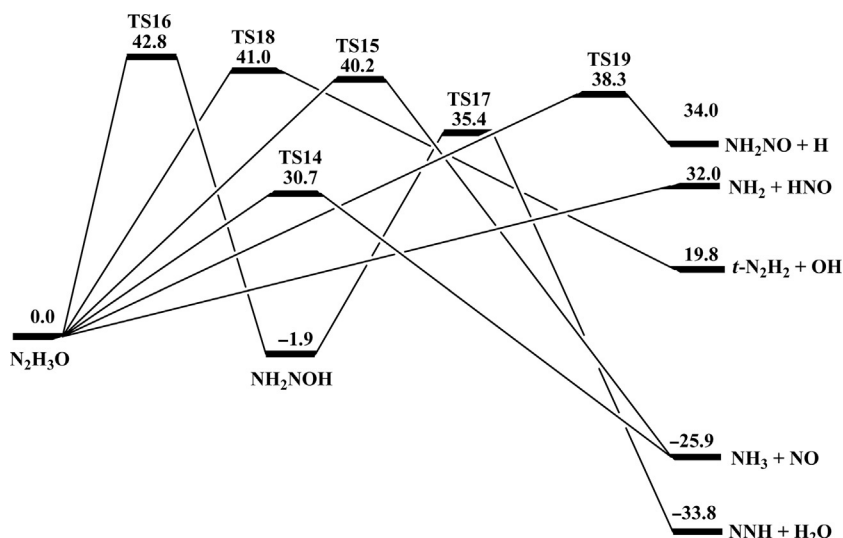 TS16
42.8
TS18
41.0
TS15
40.2
TS19
38.3
TS17
35.4
34.0
NH₂NO + H
TS14
30.7
32.0
NH₂ + HNO
19.8
t-N₂H₂ + OH
0.0
N₂H₃O
−1.9
NH₂NOH
−25.9
NH₃ + NO
−33.8
NNH + H₂O